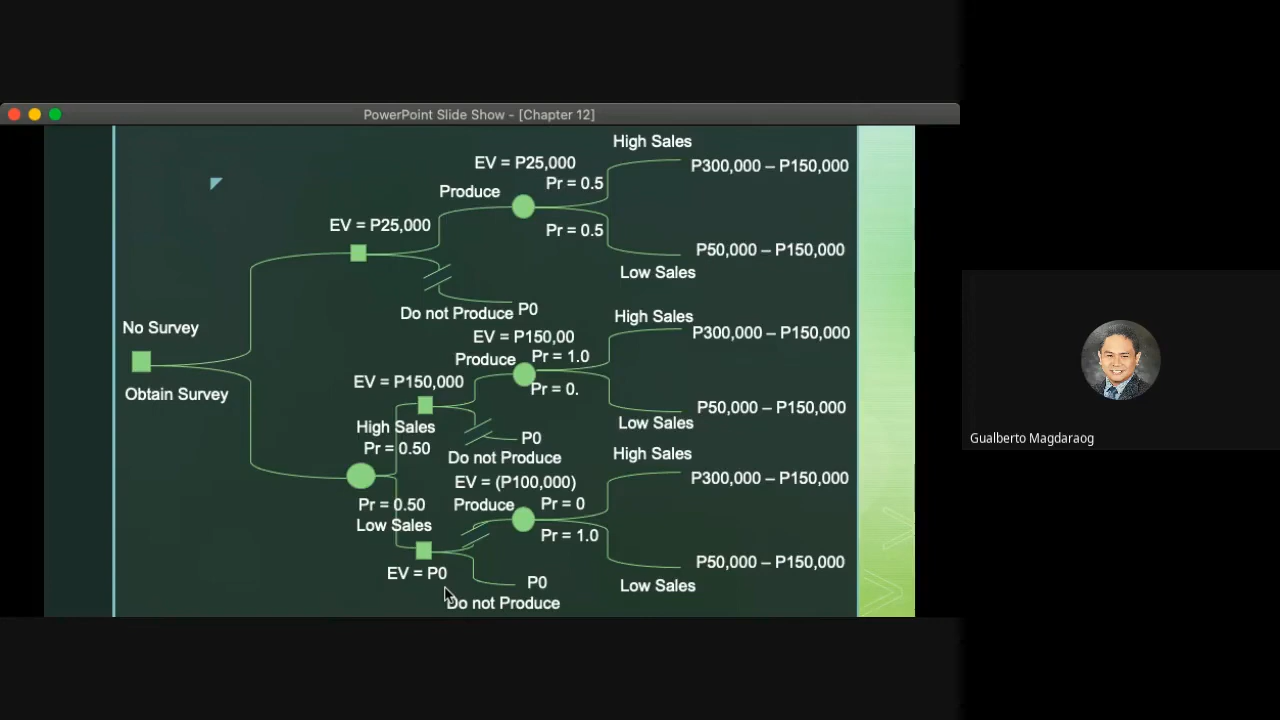 PowerPoint Slide Show - [Chapter 12]
High Sales
EV = P25,000
P300,000 – P150,000
Pr = 0.5
Produce
EV = P25,000
Pr = 0.5
P50,000 – P150,000
Low Sales
Do not Produce P0
High Sales
No Survey
EV = P150,00
P300,000 – P150,000
Produce
Pr = 1.0
EV = P150,000
Pr = 0.
Obtain Survey
P50,000 – P150,000
High Sales
Low Sales
P0
Pr = 0.50
Do not Produce
High Sales
EV = (P100,000)
P300,000 – P150,000
Pr = 0.50
Produce
Pr = 0
Low Sales
Pr = 1.0
P50,000 – P150,000
EV = P0
P0
Low Sales
Do not Produce
Gualberto Magdaraog